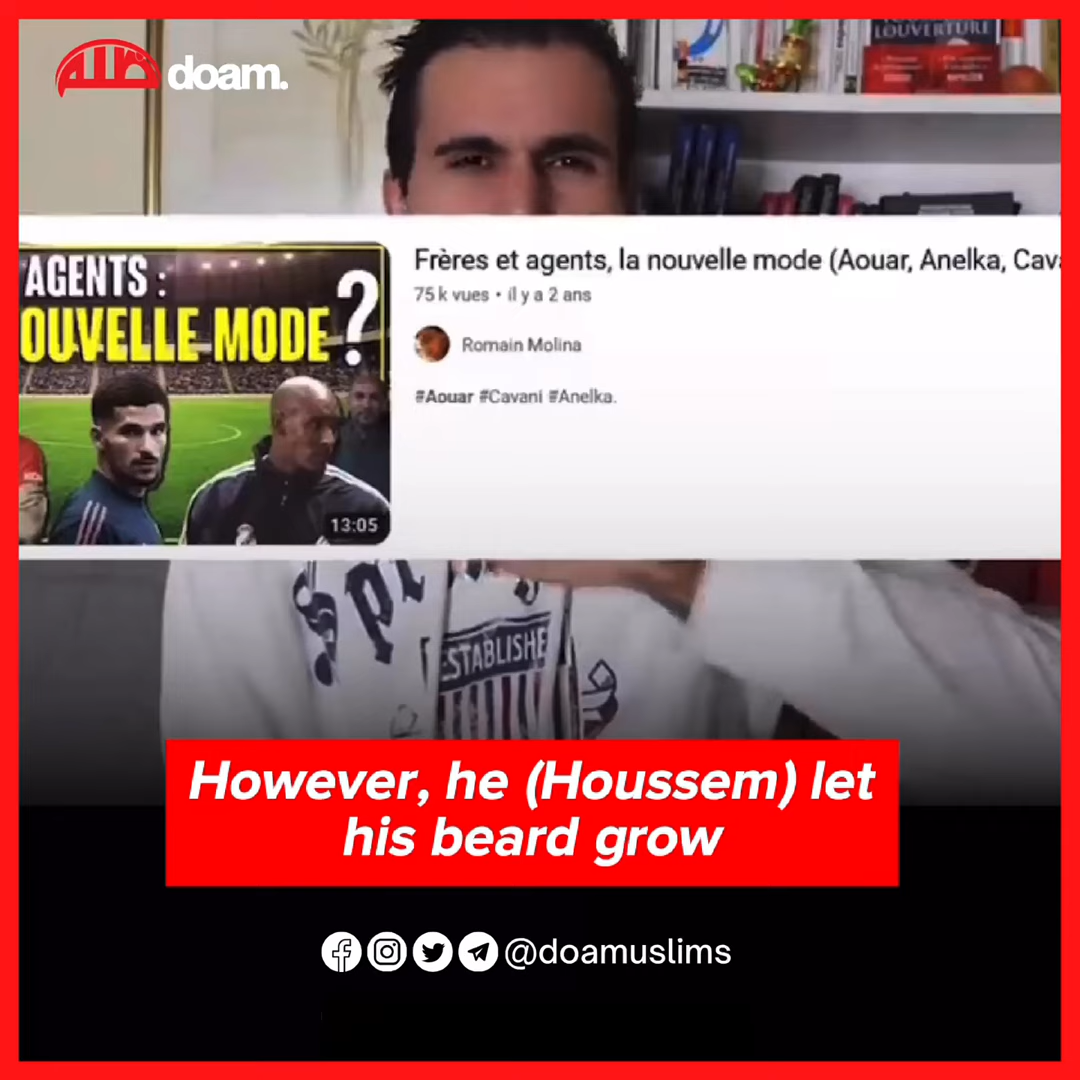 doam.
LOUVERTURE
AGENTS :
OUVELLE MODE ?
13:05
Frères et agents, la nouvelle mode (Aouar, Anelka, Cav
75 k vues • il y a 2 ans
Romain Molina
#Aouar #Cavani #Anelka.
ESTABLISHE
However, he (Houssem) let
his beard grow
@doamuslims